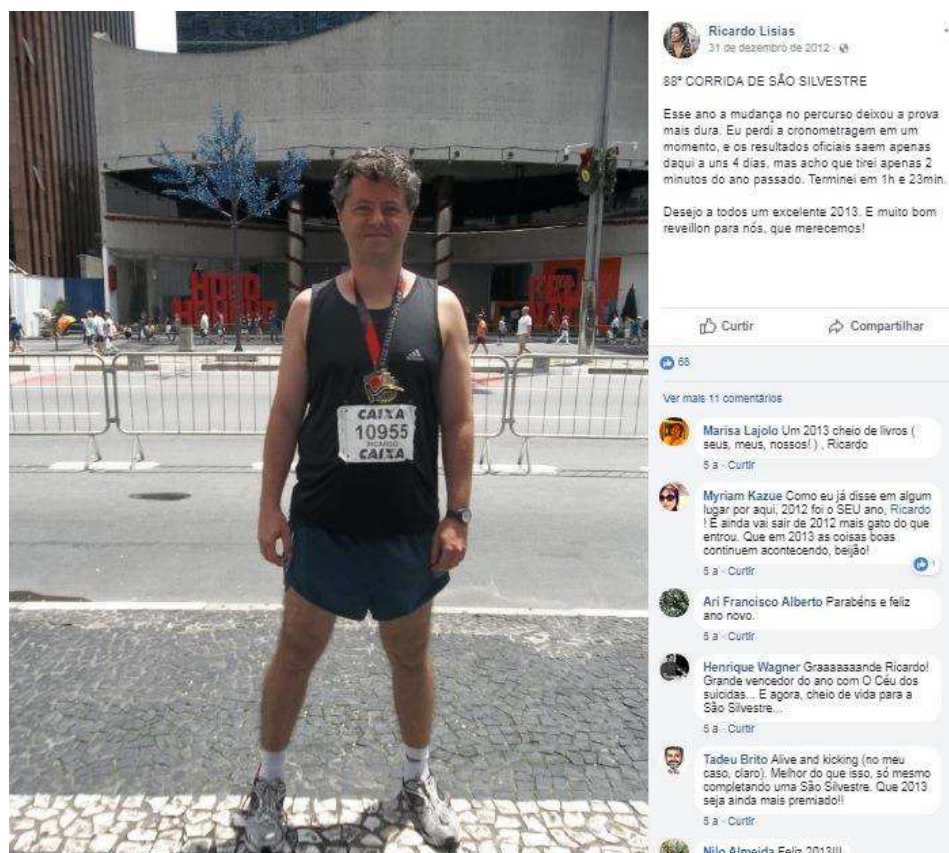 adidas
CAIXA
10955
RICARDO
CAIXA
Ricardo Lisias
31 de dezembro de 2012
88ª CORRIDA DE SÃO SILVESTRE
Esse ano a mudança no percurso deixou a prova
mais dura. Eu perdi a cronometragem em um
momento, e os resultados oficiais saem apenas
daqui a uns 4 dias, mas acho que tirei apenas 2
minutos do ano passado. Terminei em 1h e 23min.
Desejo a todos um excelente 2013. E muito bom
reveillon para nós, que merecemos!
Curtir Compartilhar
68
Ver mais 11 comentários
Marisa Lajolo Um 2013 cheio de livros (
seus, meus, nossos! ) , Ricardo
5 a · Curtir
Myriam Kazue Como eu já disse em algum
lugar por aqui, 2012 foi o SEU ano, Ricardo
! E ainda vai sair de 2012 mais gato do que
entrou. Que em 2013 as coisas boas
continuem acontecendo, beijão!
1
5 a · Curtir
Ari Francisco Alberto Parabéns e feliz
ano novo.
5 a · Curtir
Henrique Wagner Graaaaaaande Ricardo!
Grande vencedor do ano com O Céu dos
suicidas... E agora, cheio de vida para a
São Silvestre...
5 a · Curtir
Tadeu Brito Alive and kicking (no meu
caso, claro). Melhor do que isso, só mesmo
completando uma São Silvestre. Que 2013
seja ainda mais premiado!!
5 a · Curtir
Nilo Almeida Feliz 2013!!!